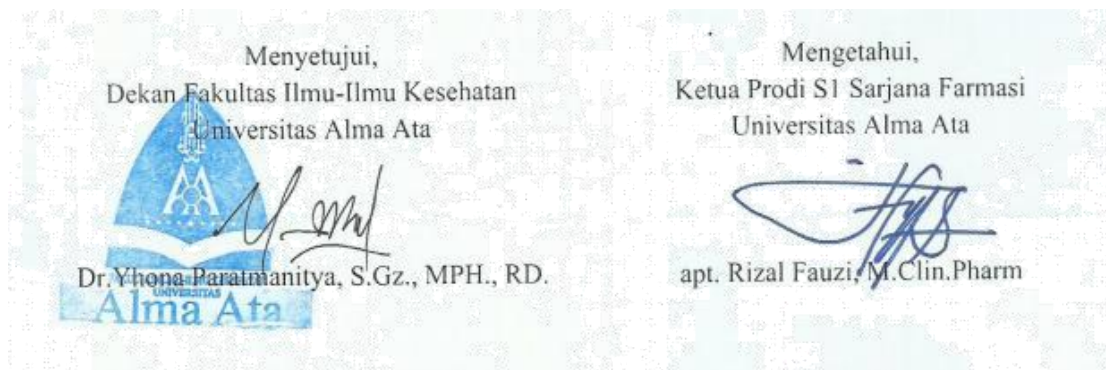 Menyetujui,
Dekan Fakultas Ilmu-Ilmu Kesehatan
Universitas Alma Ata
Dr.Yhona Paratmanitya, S.Gz., MPH., RD.
UNIVERSITAS
Alma Ata
Mengetahui,
Ketua Prodi S1 Sarjana Farmasi
Universitas Alma Ata
apt. Rizal Fauzi, M.Clin.Pharm